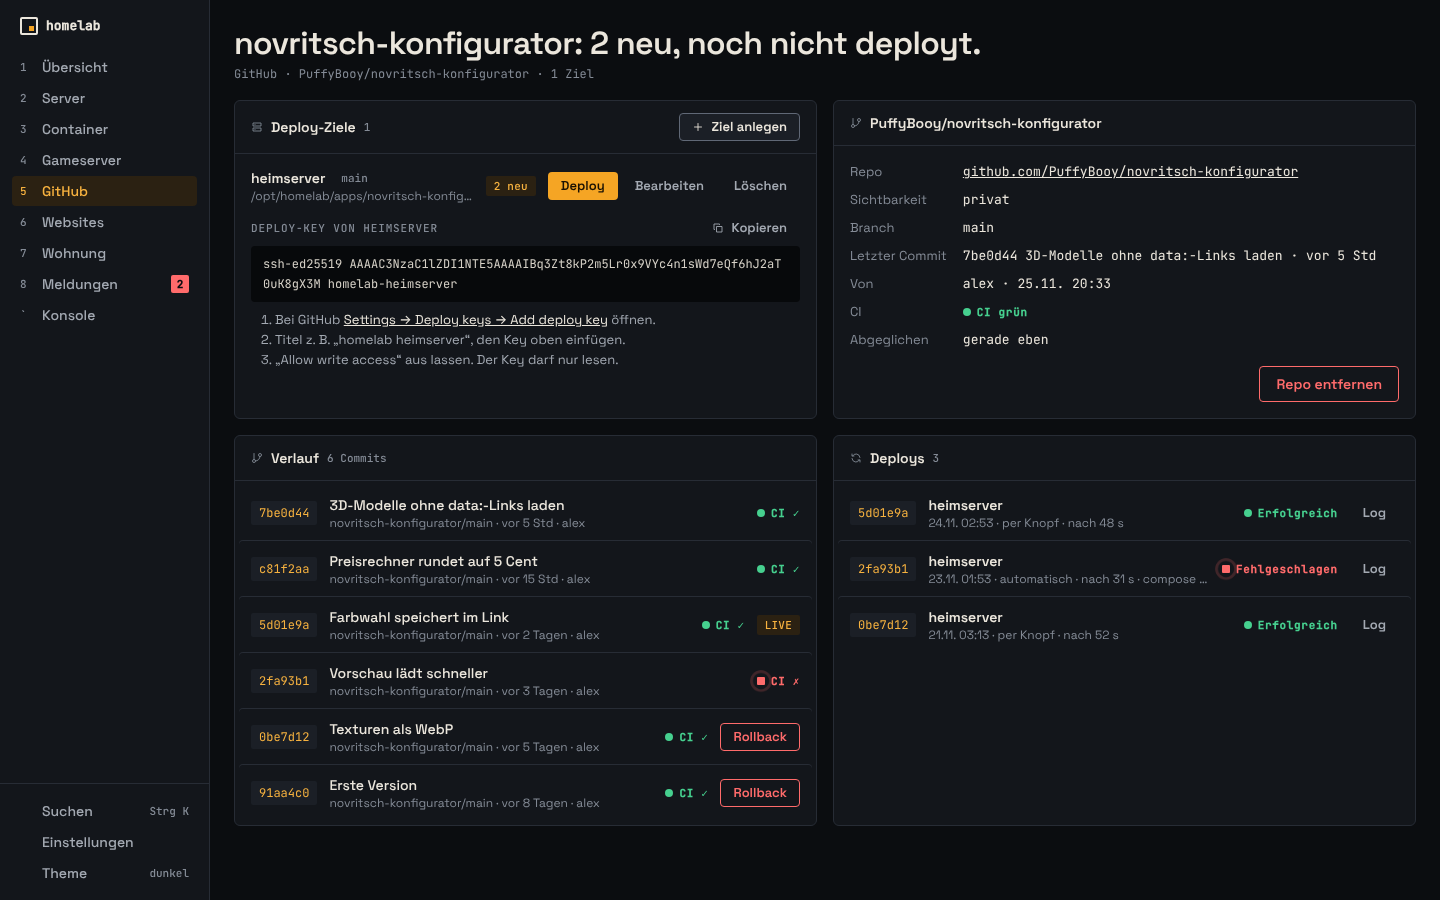 homelab
1 Übersicht
2 Server
3 Container
4 Gameserver
5 GitHub
6 Websites
7 Wohnung
8 Meldungen 2
` Konsole
Suchen Strg K
Einstellungen
Theme dunkel
novritsch-konfigurator: 2 neu, noch nicht deployt.
GitHub · PuffyBooy/novritsch-konfigurator · 1 Ziel
Deploy-Ziele 1
+ Ziel anlegen
heimserver main
/opt/homelab/apps/novritsch-konfig…
2 neu Deploy Bearbeiten Löschen
DEPLOY-KEY VON HEIMSERVER Kopieren
ssh-ed25519 AAAAC3NzaC1lZDI1NTE5AAAAIBq3Zt8kP2m5Lr0x9VYc4n1sWd7eQf6hJ2aT
0uK8gX3M homelab-heimserver
1. Bei GitHub Settings → Deploy keys → Add deploy key öffnen.
2. Titel z. B. „homelab heimserver“, den Key oben einfügen.
3. „Allow write access“ aus lassen. Der Key darf nur lesen.
PuffyBooy/novritsch-konfigurator
Repo github.com/PuffyBooy/novritsch-konfigurator
Sichtbarkeit privat
Branch main
Letzter Commit 7be0d44 3D-Modelle ohne data:-Links laden · vor 5 Std
Von alex · 25.11. 20:33
CI CI grün
Abgeglichen gerade eben
Repo entfernen
Verlauf 6 Commits
7be0d44 3D-Modelle ohne data:-Links laden CI ✓
novritsch-konfigurator/main · vor 5 Std · alex
c81f2aa Preisrechner rundet auf 5 Cent CI ✓
novritsch-konfigurator/main · vor 15 Std · alex
5d01e9a Farbwahl speichert im Link CI ✓ LIVE
novritsch-konfigurator/main · vor 2 Tagen · alex
2fa93b1 Vorschau lädt schneller CI ✗
novritsch-konfigurator/main · vor 3 Tagen · alex
0be7d12 Texturen als WebP CI ✓ Rollback
novritsch-konfigurator/main · vor 5 Tagen · alex
91aa4c0 Erste Version CI ✓ Rollback
novritsch-konfigurator/main · vor 8 Tagen · alex
Deploys 3
5d01e9a heimserver Erfolgreich Log
24.11. 02:53 · per Knopf · nach 48 s
2fa93b1 heimserver Fehlgeschlagen Log
23.11. 01:53 · automatisch · nach 31 s · compose …
0be7d12 heimserver Erfolgreich Log
21.11. 03:13 · per Knopf · nach 52 s